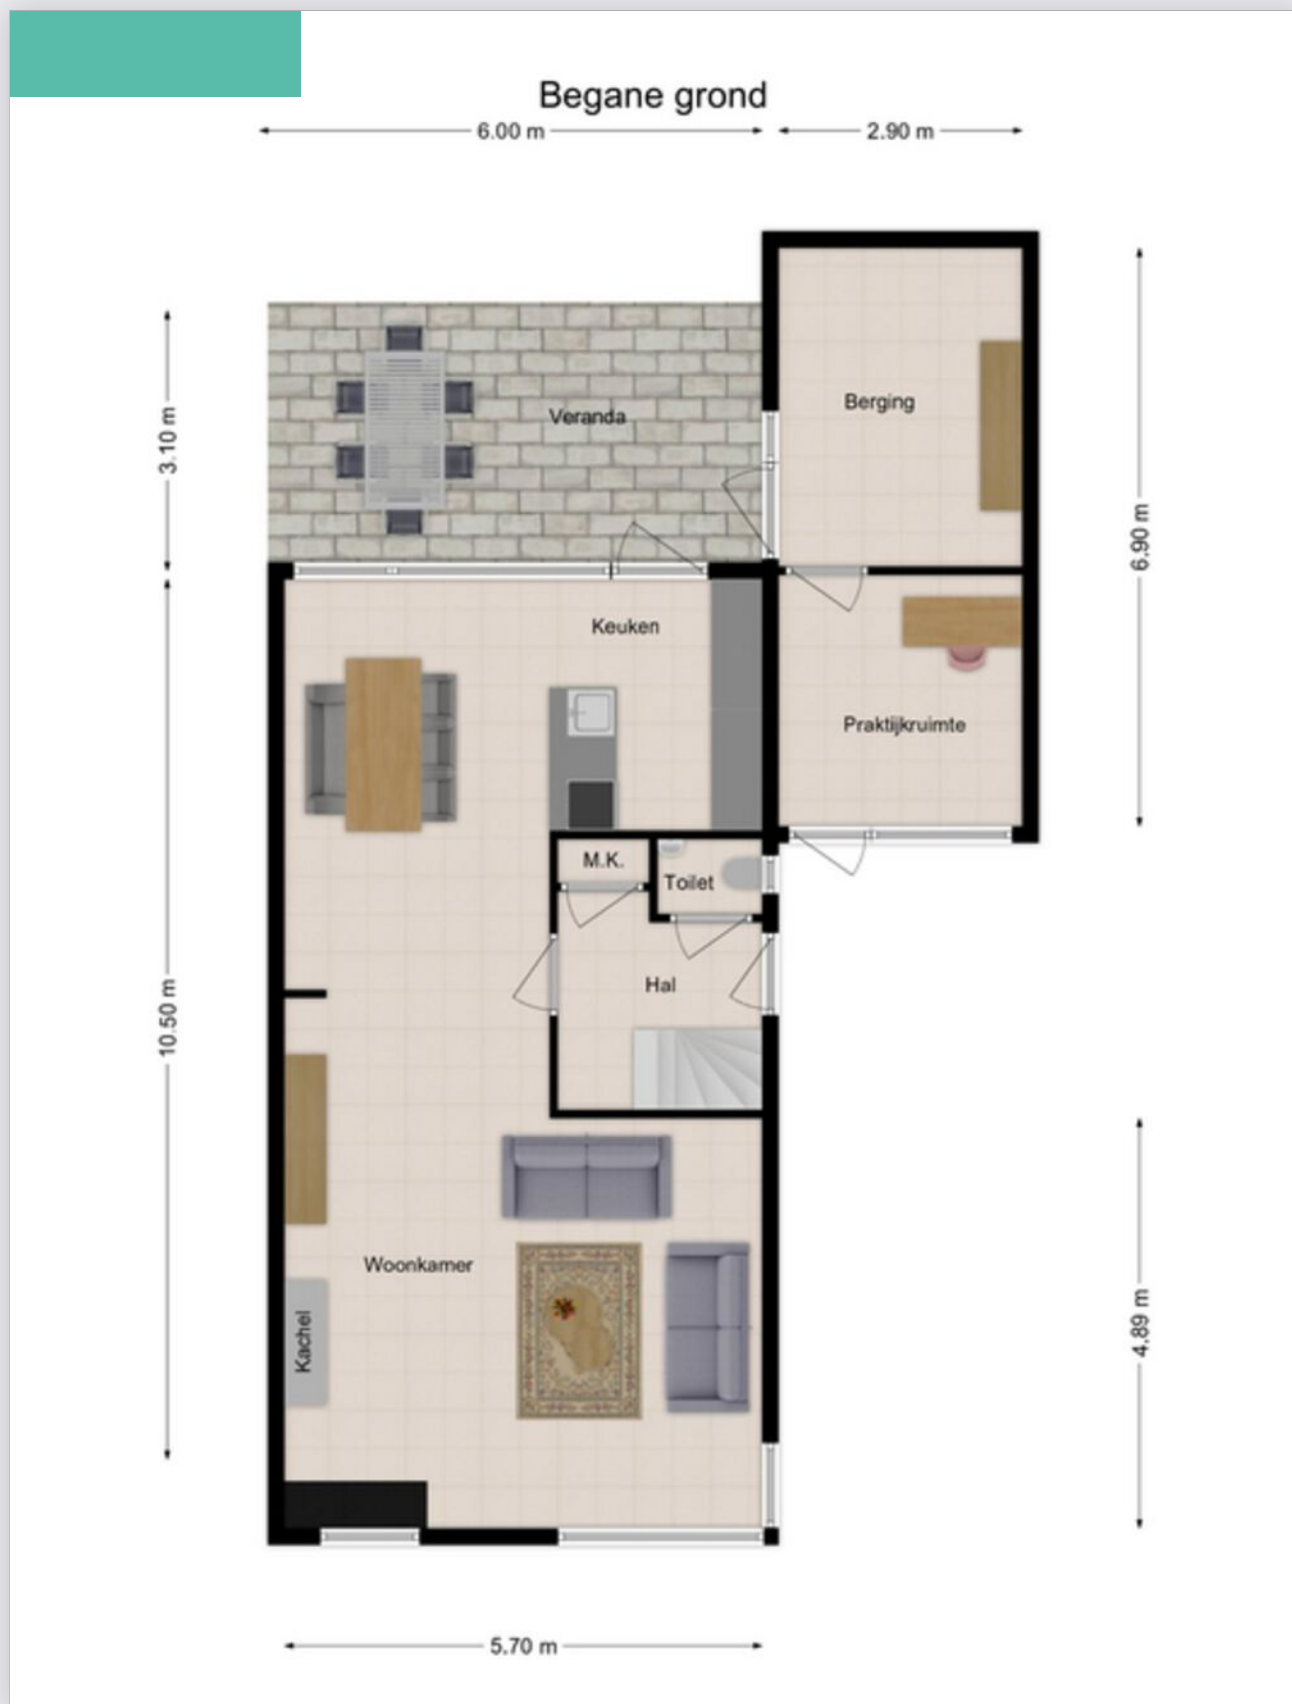 Begane grond
6.00 m
2.90 m
3.10 m
Veranda
Berging
6.90 m
Keuken
Praktijkruimte
M.K.
Toilet
Hal
10.50 m
Woonkamer
Kachel
4.89 m
5.70 m